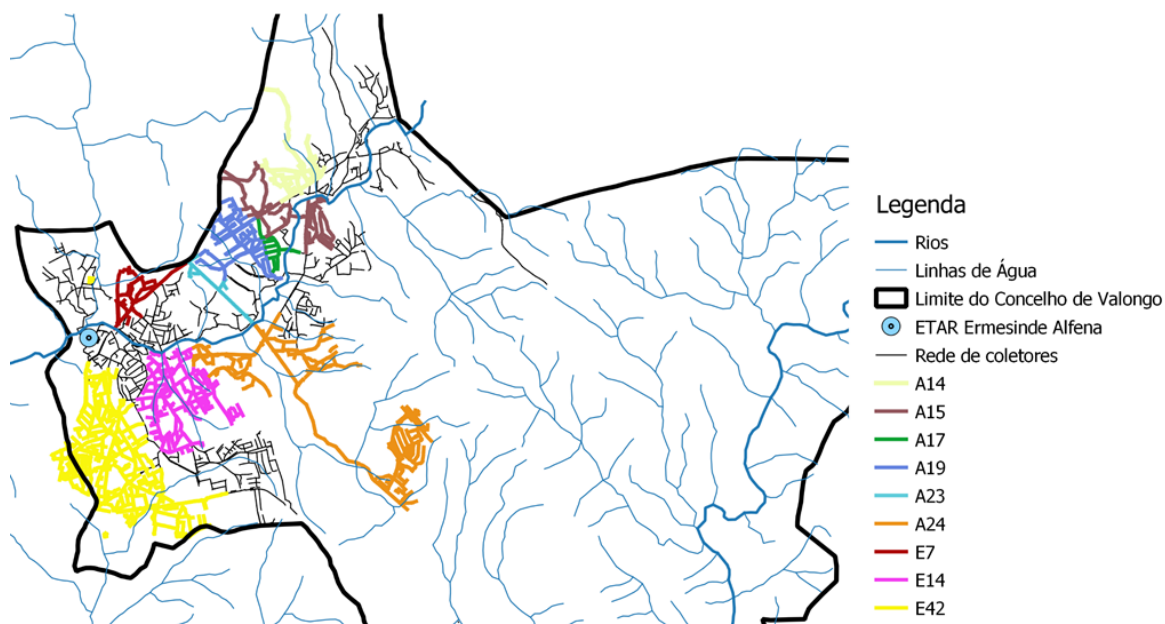 Legenda
Rios
Linhas de Água
Limite do Concelho de Valongo
ETAR Ermesinde Alfena
Rede de coletores
A14
A15
A17
A19
A23
A24
E7
E14
E42